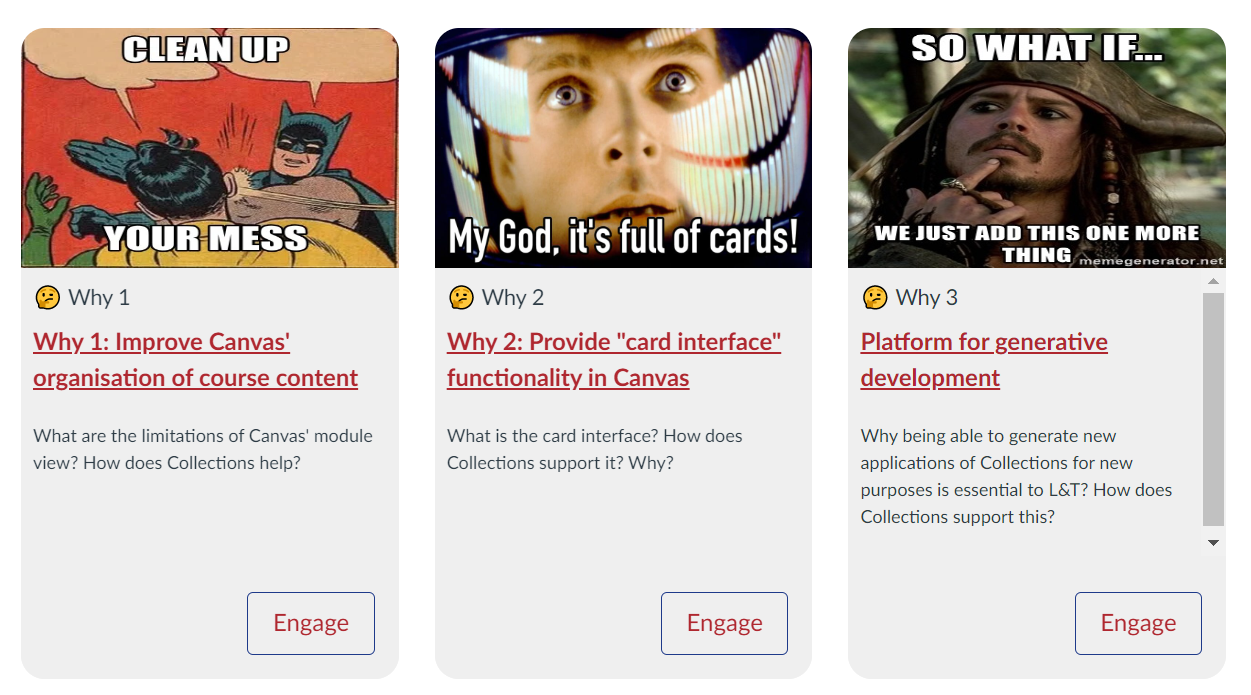 CLEAN UP
YOUR MESS
Why 1
Why 1: Improve Canvas'
organisation of course content
What are the limitations of Canvas' module
view? How does Collections help?
Engage
My God, it's full of cards!
Why 2
Why 2: Provide "card interface"
functionality in Canvas
What is the card interface? How does
Collections support it? Why?
Engage
SO WHAT IF...
WE JUST ADD THIS ONE MORE
THING
memegenerator.net
Why 3
Platform for generative
development
Why being able to generate new
applications of Collections for new
purposes is essential to L&T? How does
Collections support this?
Engage